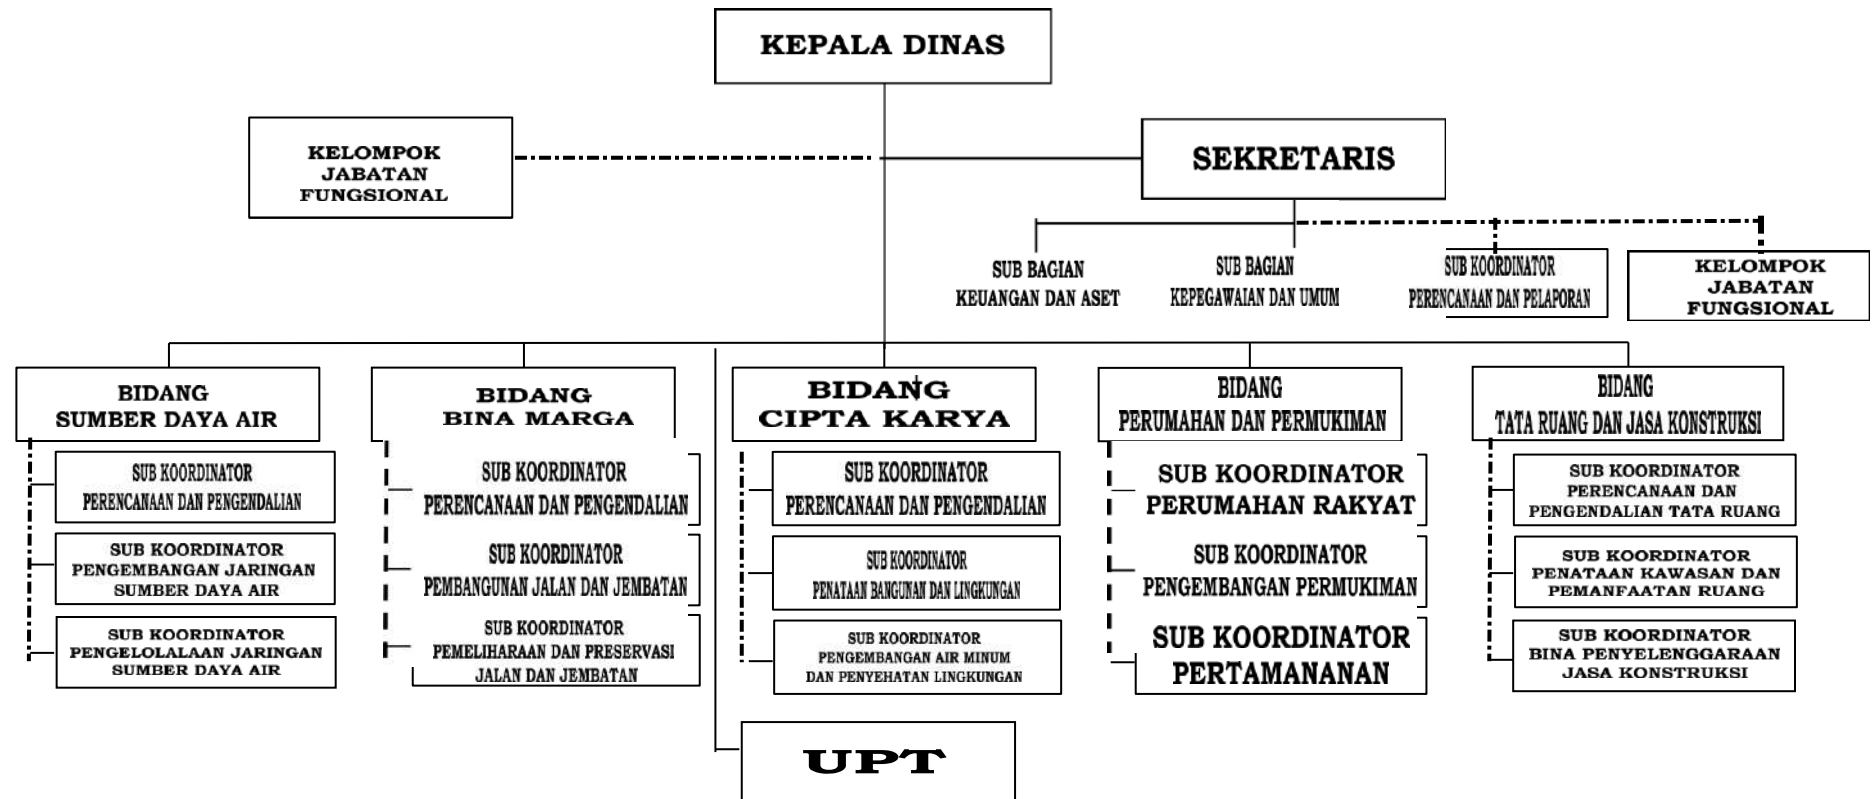 KEPALA DINAS
KELOMPOK
JABATAN
FUNGSIONAL
SEKRETARIS
SUB BAGIAN
KEUANGAN DAN ASET
SUB BAGIAN
KEPEGAWAIAN DAN UMUM
SUB KOORDINATOR
PERENCANAAN DAN PELAPORAN
KELOMPOK
JABATAN
FUNGSIONAL
BIDANG
SUMBER DAYA AIR
SUB KOORDINATOR
PERENCANAAN DAN PENGENDALIAN
SUB KOORDINATOR
PENGEMBANGAN JARINGAN
SUMBER DAYA AIR
SUB KOORDINATOR
PENGELOLALAAN JARINGAN
SUMBER DAYA AIR
BIDANG
BINA MARGA
SUB KOORDINATOR
PERENCANAAN DAN PENGENDALIAN
SUB KOORDINATOR
PEMBANGUNAN JALAN DAN JEMBATAN
SUB KOORDINATOR
PEMELIHARAAN DAN PRESERVASI
JALAN DAN JEMBATAN
BIDANG
CIPTA KARYA
SUB KOORDINATOR
PERENCANAAN DAN PENGENDALIAN
SUB KOORDINATOR
PENATAAN BANGUNAN DAN LINGKUNGAN
SUB KOORDINATOR
PENGEMBANGAN AIR MINUM
DAN PENYEHATAN LINGKUNGAN
BIDANG
PERUMAHAN DAN PERMUKIMAN
SUB KOORDINATOR
PERUMAHAN RAKYAT
SUB KOORDINATOR
PENGEMBANGAN PERMUKIMAN
SUB KOORDINATOR
PERTAMANANAN
BIDANG
TATA RUANG DAN JASA KONSTRUKSI
SUB KOORDINATOR
PERENCANAAN DAN
PENGENDALIAN TATA RUANG
SUB KOORDINATOR
PENATAAN KAWASAN DAN
PEMANFAATAN RUANG
SUB KOORDINATOR
BINA PENYELENGGARAAN
JASA KONSTRUKSI
UPT